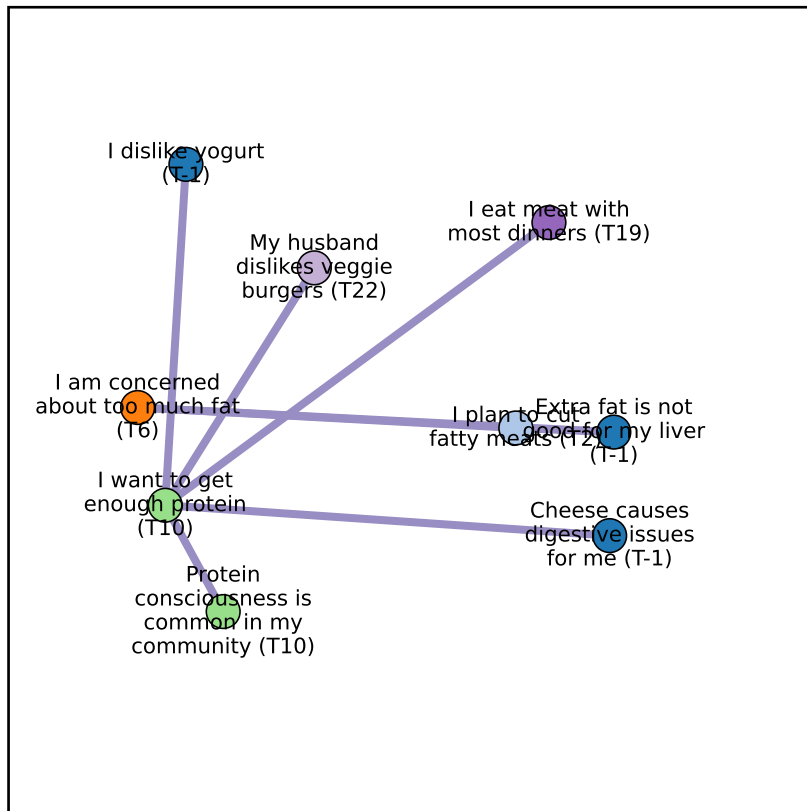 I dislike yogurt
(T-1)
I eat meat with
most dinners (T19)
My husband
dislikes veggie
burgers (T22)
I am concerned
about too much fat
(T6)
I plan to cut
fatty meats (T2)
Extra fat is not
good for my liver
(T-1)
I want to get
enough protein
(T10)
Cheese causes
digestive issues
for me (T-1)
Protein
consciousness is
common in my
community (T10)